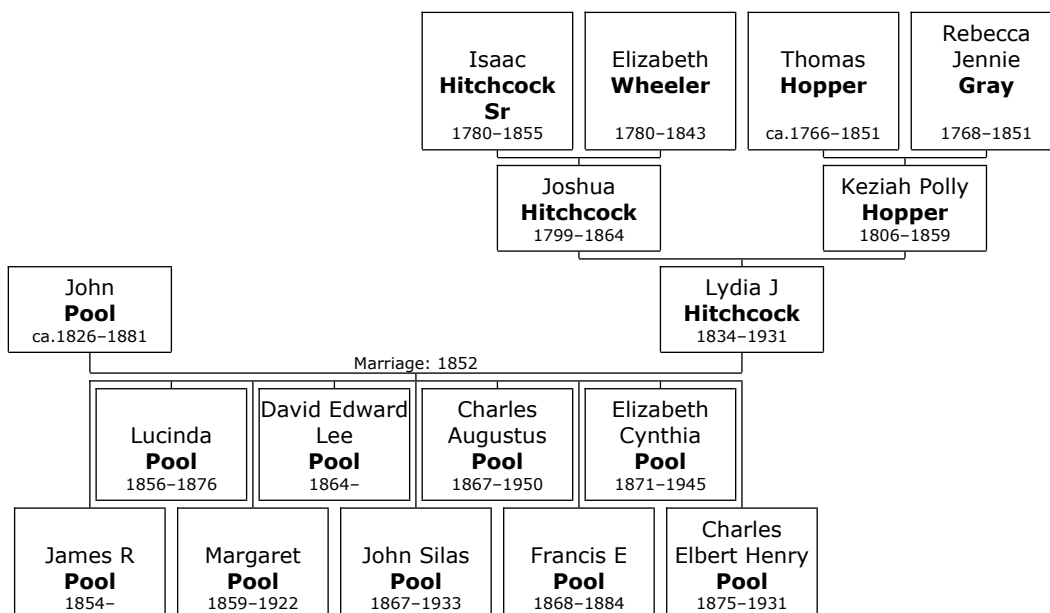 Isaac
Hitchcock
Sr
1780–1855
Elizabeth
Wheeler
1780–1843
Thomas
Hopper
ca.1766–1851
Rebecca
Jennie
Gray
1768–1851
Joshua
Hitchcock
1799–1864
Keziah Polly
Hopper
1806–1859
John
Pool
ca.1826–1881
Lydia J
Hitchcock
1834–1931
Marriage: 1852
Lucinda
Pool
1856–1876
David Edward
Lee
Pool
1864–
Charles
Augustus
Pool
1867–1950
Elizabeth
Cynthia
Pool
1871–1945
James R
Pool
1854–
Margaret
Pool
1859–1922
John Silas
Pool
1867–1933
Francis E
Pool
1868–1884
Charles
Elbert Henry
Pool
1875–1931